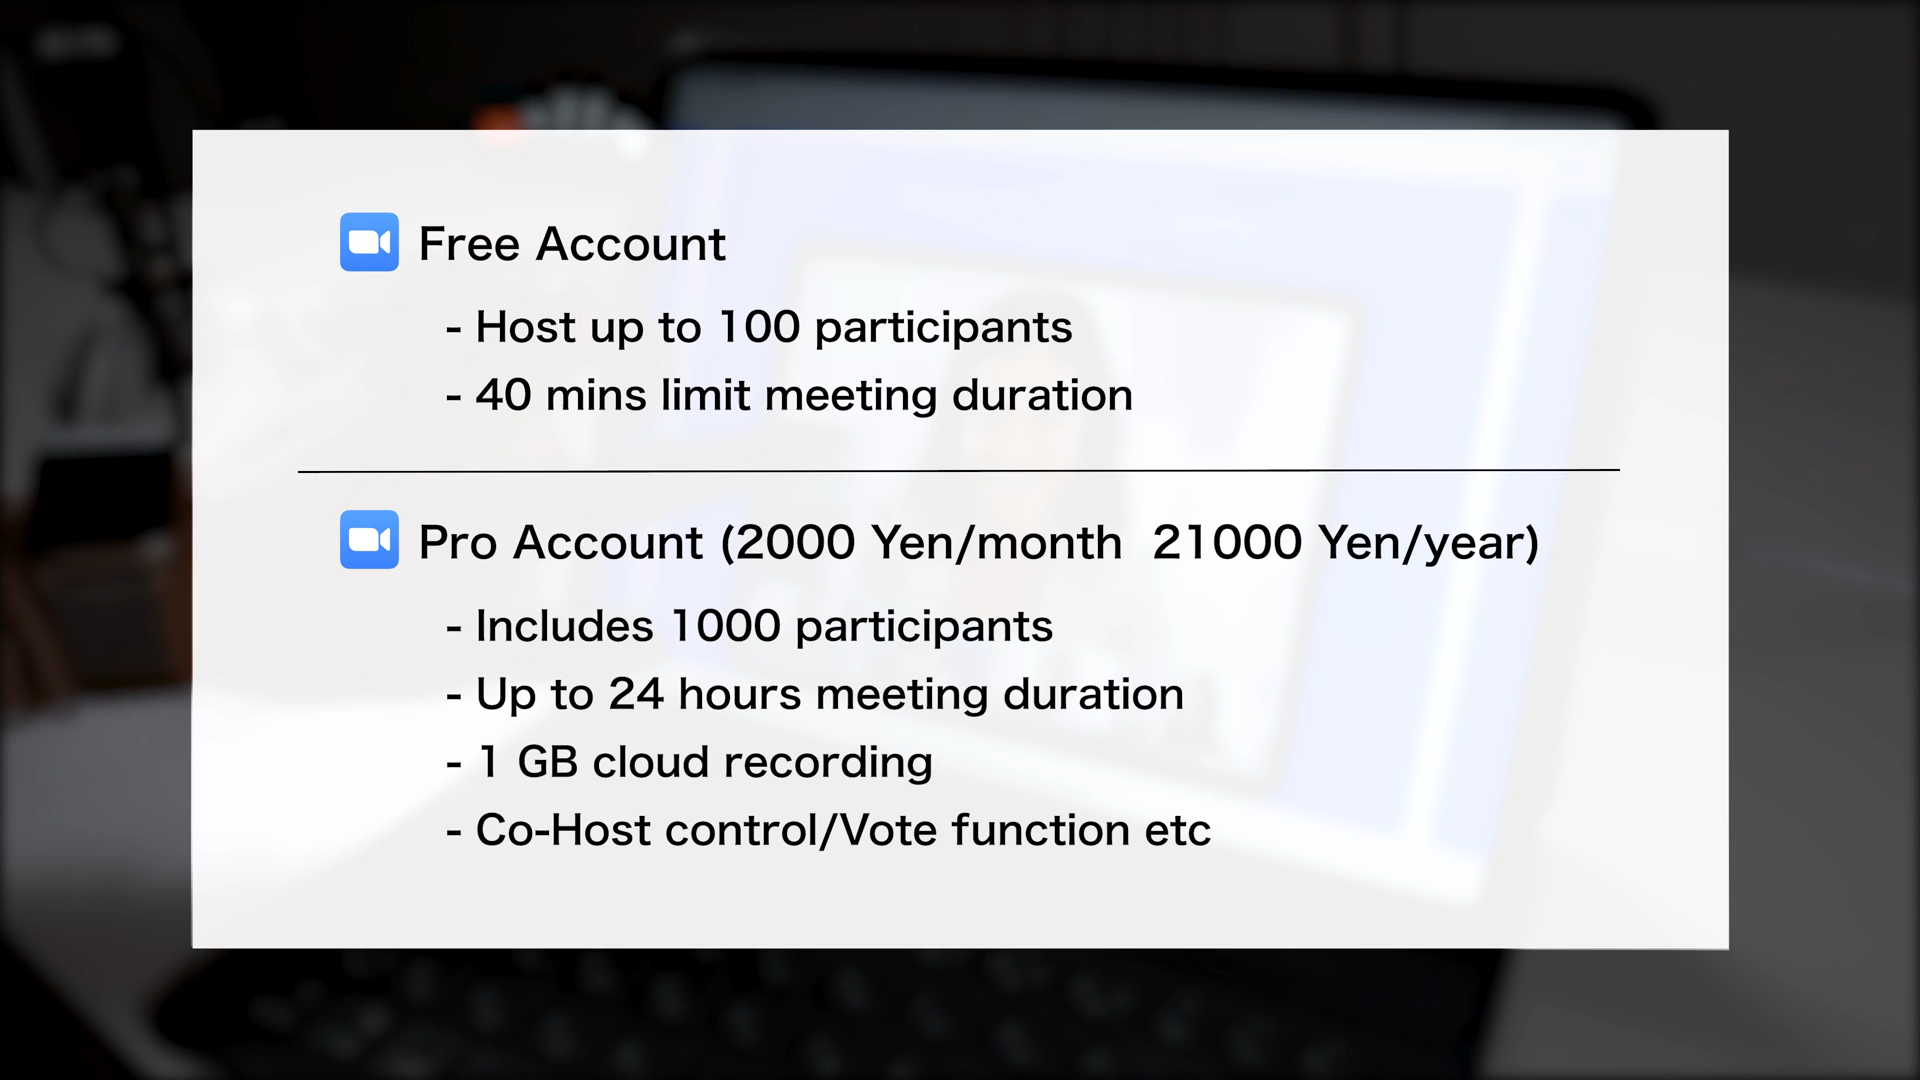 Free Account
- Host up to 100 participants
- 40 mins limit meeting duration
Pro Account (2000 Yen/month  21000 Yen/year)
- Includes 1000 participants
- Up to 24 hours meeting duration
- 1 GB cloud recording
- Co-Host control/Vote function etc